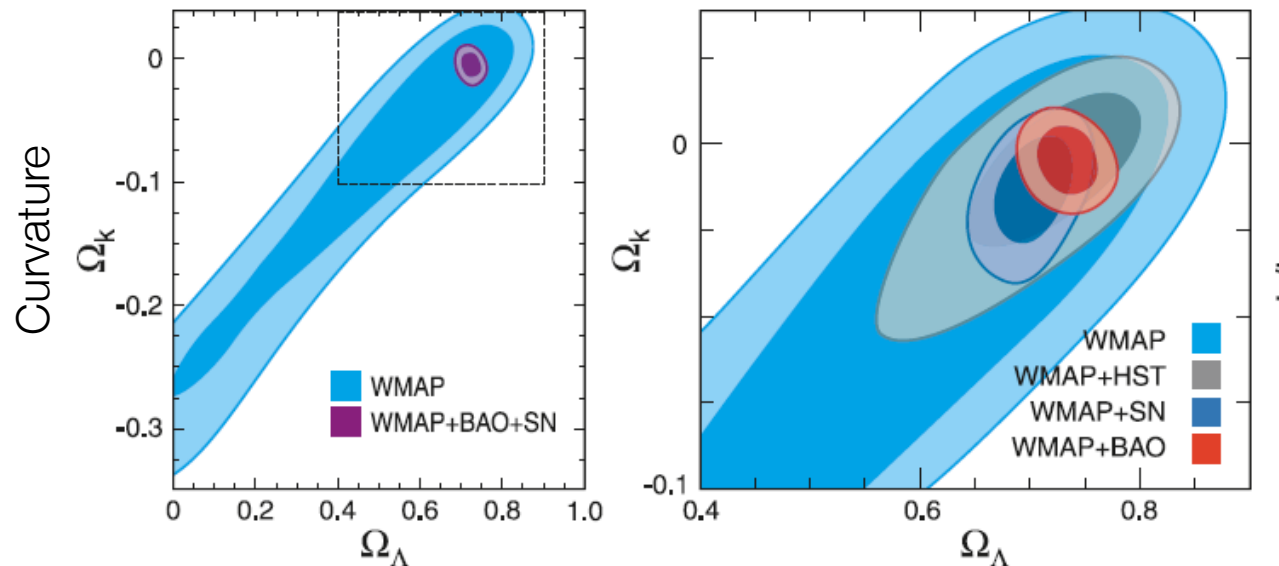 Curvature
Ωk
0
-0.1
-0.2
-0.3
0 0.2 0.4 0.6 0.8 1.0
ΩΛ
WMAP
WMAP+BAO+SN
Ωk
0
-0.1
0.4 0.6 0.8
ΩΛ
WMAP
WMAP+HST
WMAP+SN
WMAP+BAO